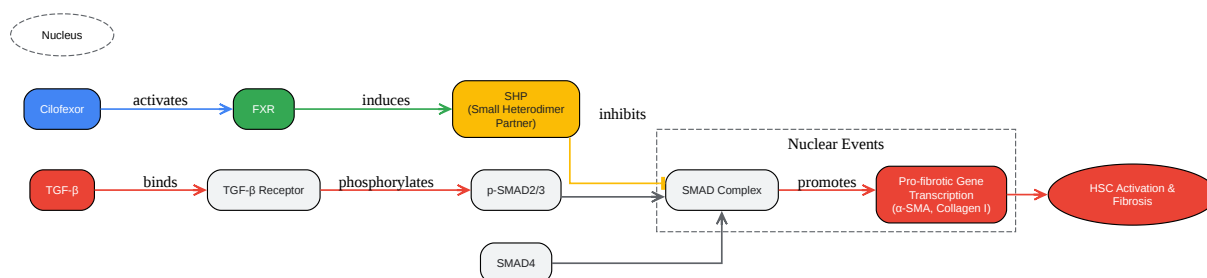 Nucleus
Cilofexor
activates
FXR
induces
SHP
(Small Heterodimer
Partner)
inhibits
Nuclear Events
TGF-β
binds
TGF-β Receptor
phosphorylates
p-SMAD2/3
SMAD Complex
promotes
Pro-fibrotic Gene
Transcription
(α-SMA, Collagen I)
HSC Activation &
Fibrosis
SMAD4